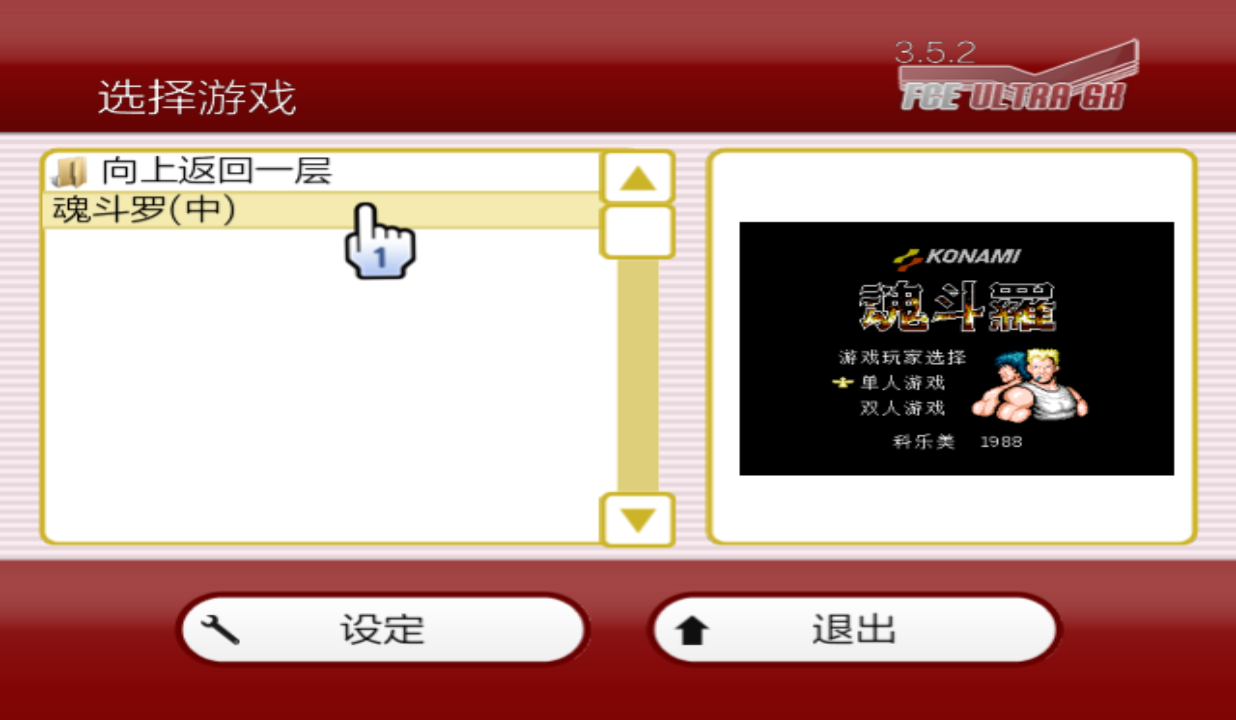 选择游戏
3.5.2
FCE ULTRA GX
向上返回一层
魂斗罗(中)
1
KONAMI
魂斗羅
游戏玩家选择
单人游戏
双人游戏
科乐美 1988
设定
退出